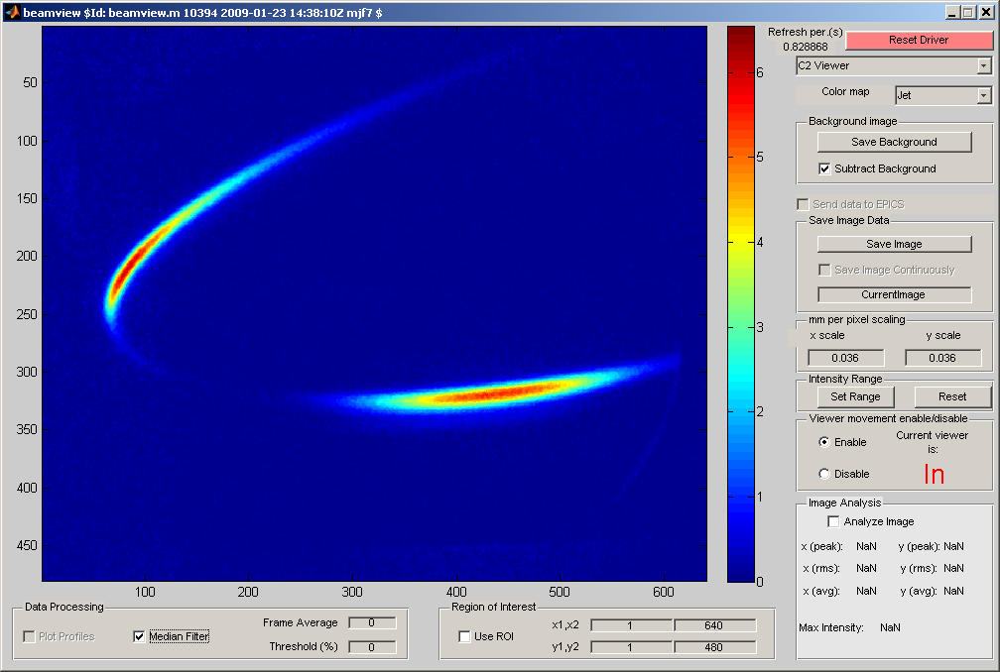 beamview $Id: beamview.m 10394 2009-01-23 14:38:10Z mjf7 $
50
100
150
200
250
300
350
400
450
100
200
300
400
500
600
6
5
4
3
2
1
0
Refresh per.(s)
0.828868
Reset Driver
C2 Viewer
Color map
Jet
Background image
Save Background
Subtract Background
Send data to EPICS
Save Image Data
Save Image
Save Image Continuously
CurrentImage
mm per pixel scaling
x scale y scale
0.036 0.036
Intensity Range
Set Range Reset
Viewer movement enable/disable
Enable
Disable
Current viewer
is:
In
Image Analysis
Analyze Image
x (peak): NaN y (peak): NaN
x (rms): NaN y (rms): NaN
x (avg): NaN y (avg): NaN
Max Intensity: NaN
Data Processing
Plot Profiles
Median Filter
Frame Average 0
Threshold (%) 0
Region of Interest
Use ROI
x1,x2 1 640
y1,y2 1 480